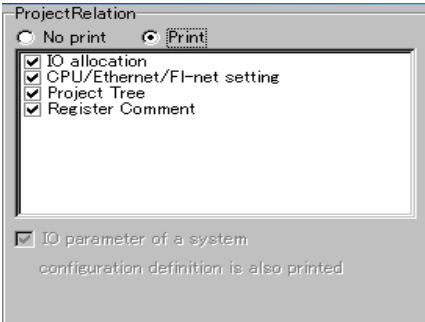 ProjectRelation
No print Print
IO allocation
CPU/Ethernet/FI-net setting
Project Tree
Register Comment
IO parameter of a system
configuration definition is also printed